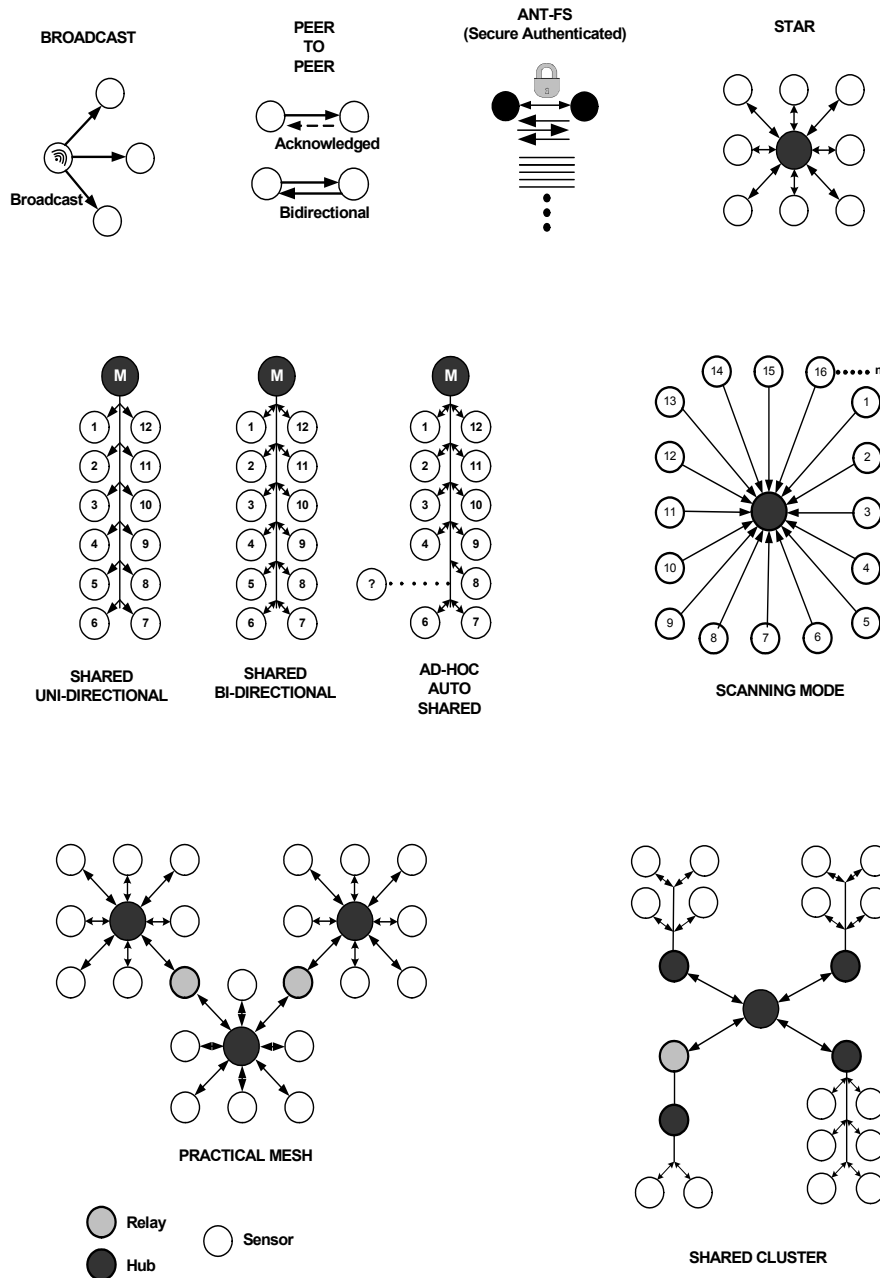 BROADCAST
Broadcast
PEER
TO
PEER
Acknowledged
Bidirectional
ANT-FS
(Secure Authenticated)
STAR
M
1 12
2 11
3 10
4 9
5 8
6 7
SHARED
UNI-DIRECTIONAL
M
1 12
2 11
3 10
4 9
5 8
6 7
SHARED
BI-DIRECTIONAL
M
1 12
2 11
3 10
4 9
? 8
6 7
AD-HOC
AUTO
SHARED
14 15 16 n
13 1
12 2
11 3
10 4
9 5
8 7 6
SCANNING MODE
PRACTICAL MESH
Relay
Sensor
Hub
SHARED CLUSTER